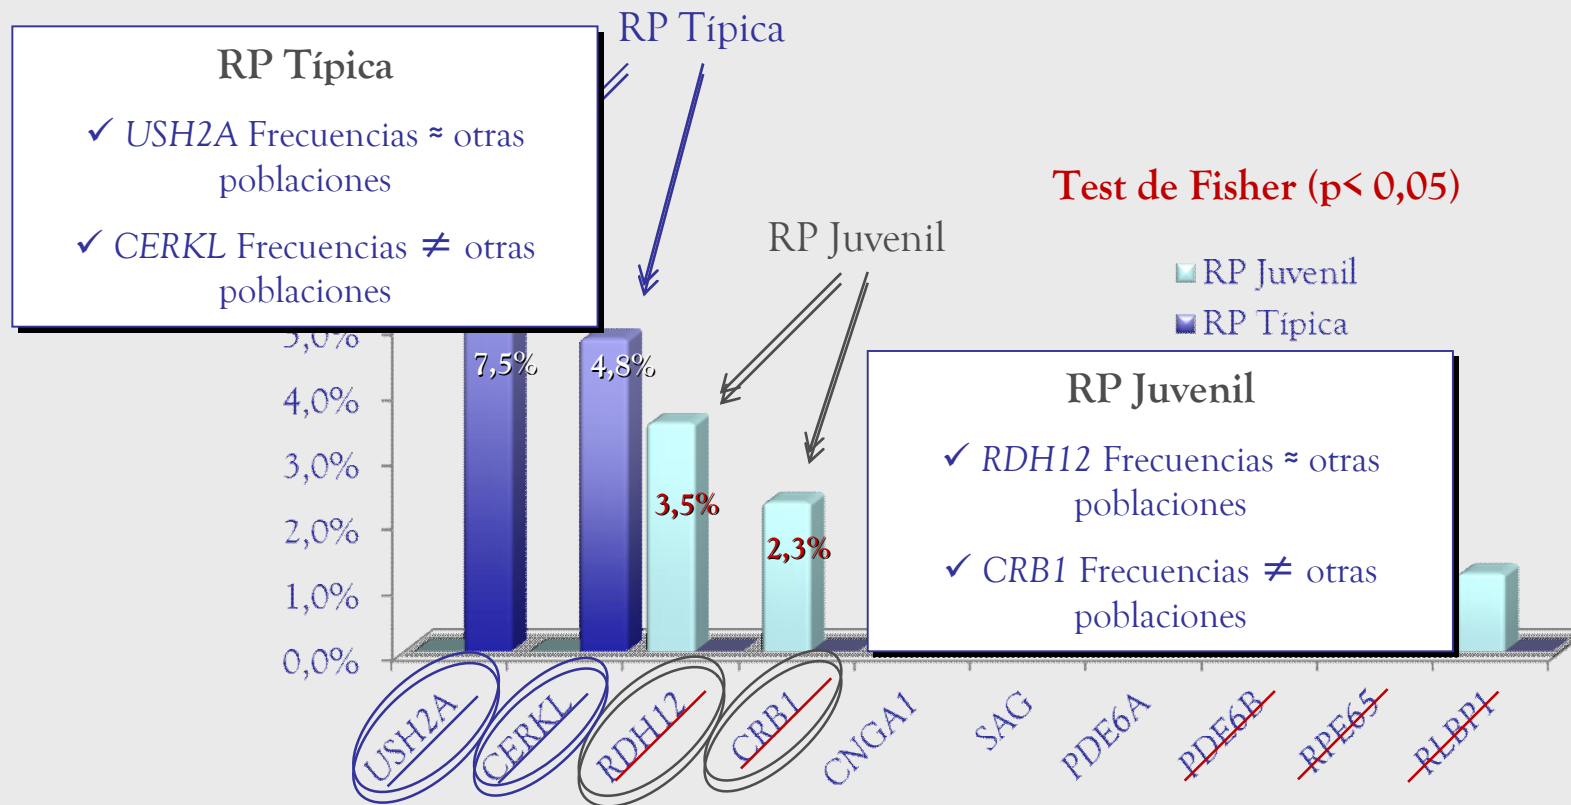 RP Típica
RP Típica
✓ USH2A Frecuencias ≈ otras
poblaciones
✓ CERKL Frecuencias ≠ otras
poblaciones
Test de Fisher (p< 0,05)
RP Juvenil
RP Juvenil
RP Típica
5,0%
4,0%
3,0%
2,0%
1,0%
0,0%
7,5%
4,8%
3,5%
2,3%
RP Juvenil
✓ RDH12 Frecuencias ≈ otras
poblaciones
✓ CRB1 Frecuencias ≠ otras
poblaciones
USH2A
CERKL
RDH12
CRB1
CNGA1
SAG
PDE6A
PDE6B
RPE65
RLBP1